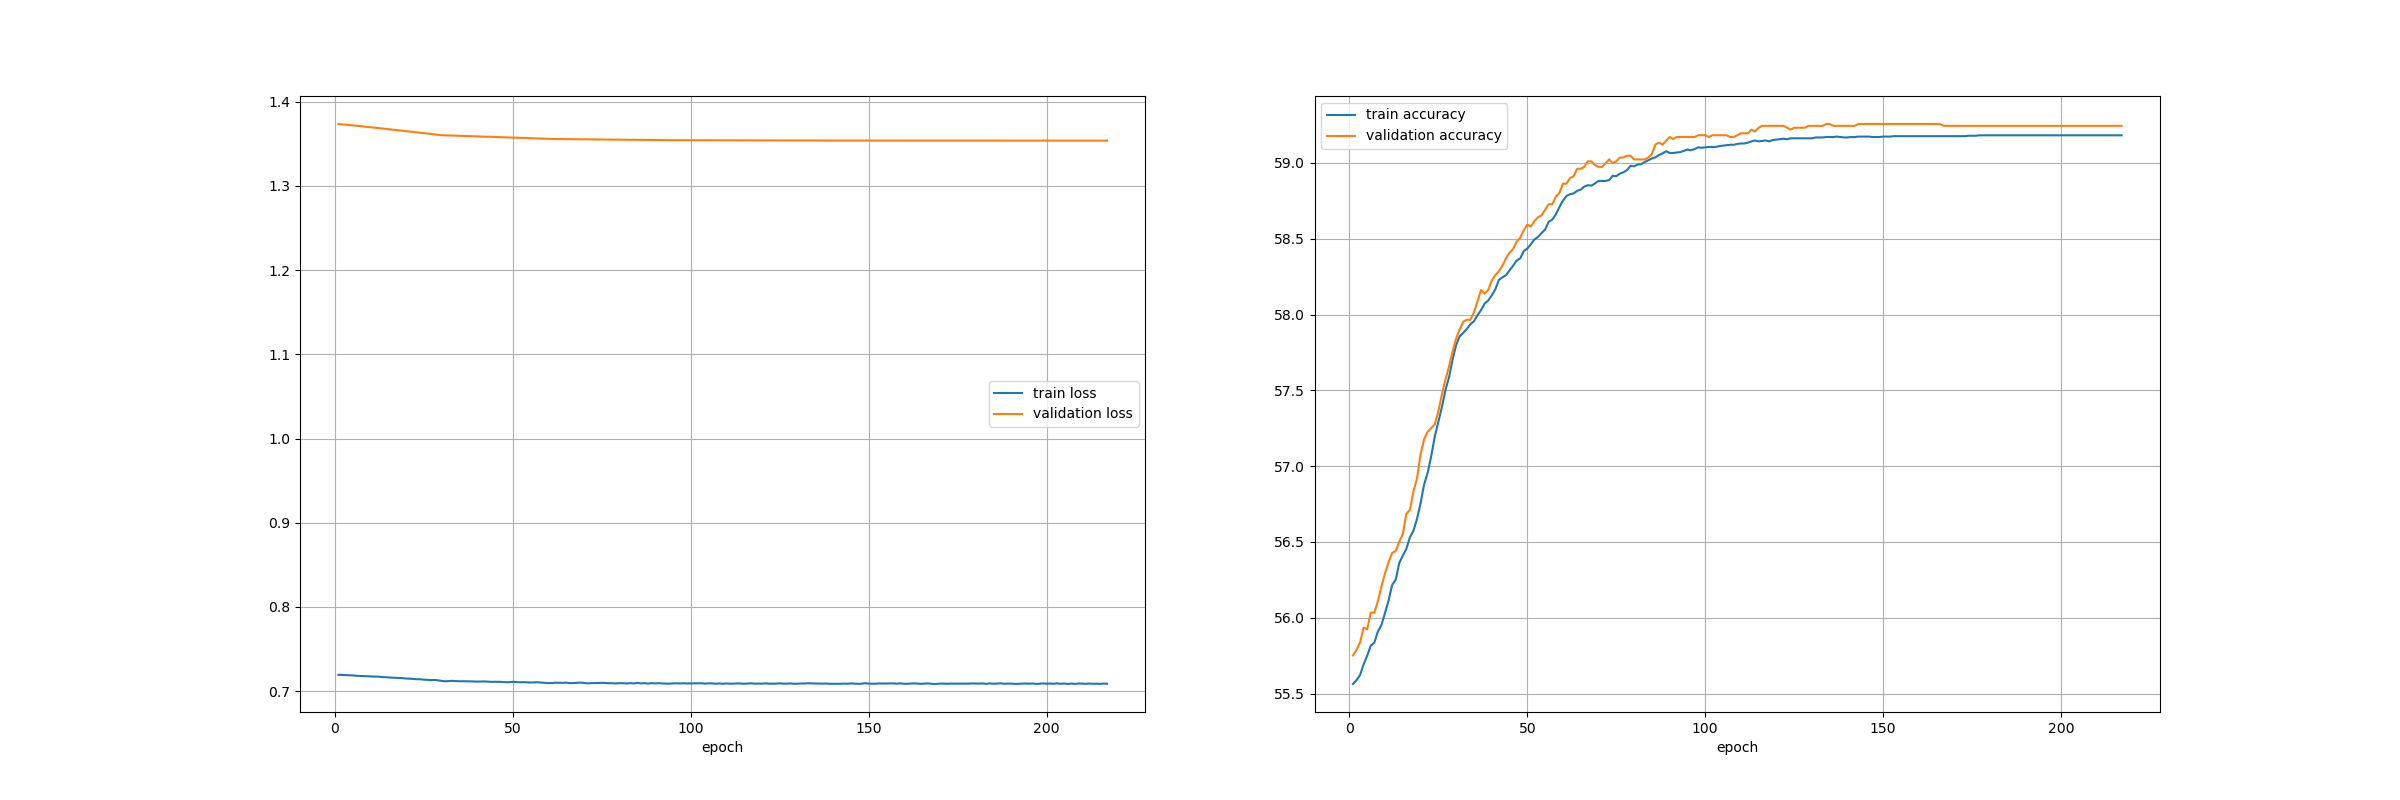 1.4
1.3
1.2
1.1
1.0
0.9
0.8
0.7
train loss
validation loss
0 50 100 150 200
epoch
train accuracy
validation accuracy
59.0
58.5
58.0
57.5
57.0
56.5
56.0
55.5
0 50 100 150 200
epoch